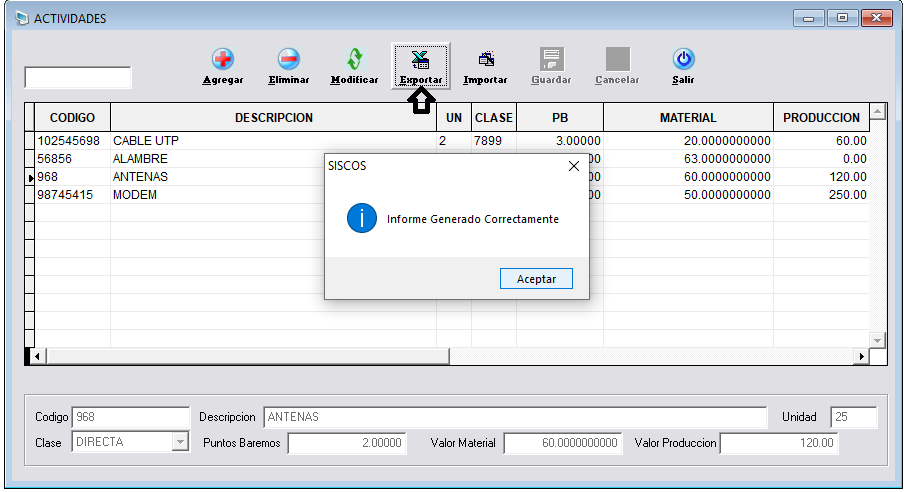 ACTIVIDADES
Agregar Eliminar Modificar Exportar Importar Guardar Cancelar Salir
CODIGO DESCRIPCION UN CLASE PB MATERIAL PRODUCCION
102545698 CABLE UTP 2 7899 3.00000 20.0000000000 60.00
56856 ALAMBRE 00 63.0000000000 0.00
968 ANTENAS 00 60.0000000000 120.00
98745415 MODEM 00 50.0000000000 250.00
SISCOS
Informe Generado Correctamente
Aceptar
Codigo 968 Descripcion ANTENAS Unidad 25
Clase DIRECTA Puntos Baremos 2.00000 Valor Material 60.0000000000 Valor Produccion 120.00